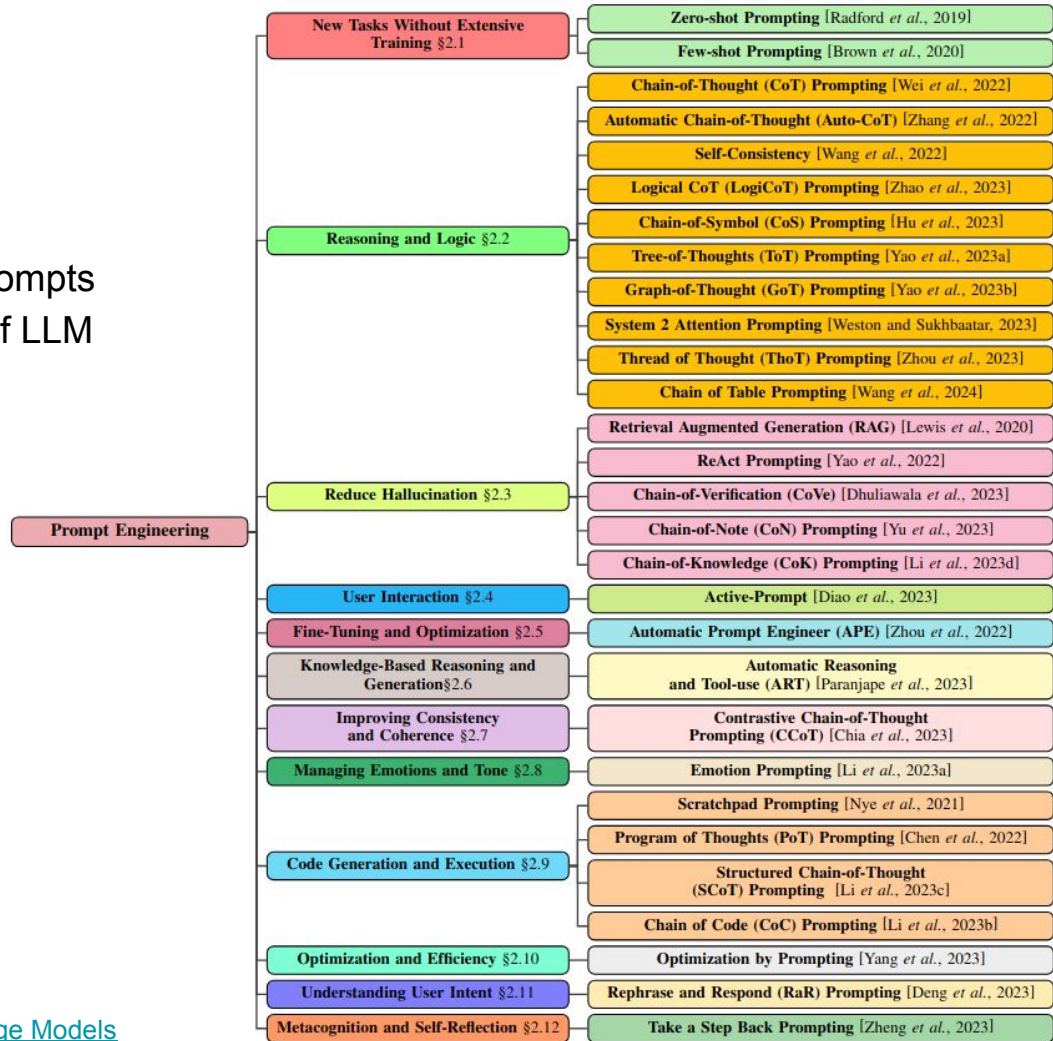 New Tasks Without Extensive
Training §2.1
Zero-shot Prompting [Radford et al., 2019]
Few-shot Prompting [Brown et al., 2020]
ompts
f LLM
Reasoning and Logic §2.2
Chain-of-Thought (CoT) Prompting [Wei et al., 2022]
Automatic Chain-of-Thought (Auto-CoT) [Zhang et al., 2022]
Self-Consistency [Wang et al., 2022]
Logical CoT (LogiCoT) Prompting [Zhao et al., 2023]
Chain-of-Symbol (CoS) Prompting [Hu et al., 2023]
Tree-of-Thoughts (ToT) Prompting [Yao et al., 2023a]
Graph-of-Thought (GoT) Prompting [Yao et al., 2023b]
System 2 Attention Prompting [Weston and Sukhbaatar, 2023]
Thread of Thought (ThoT) Prompting [Zhou et al., 2023]
Chain of Table Prompting [Wang et al., 2024]
Prompt Engineering
Reduce Hallucination §2.3
Retrieval Augmented Generation (RAG) [Lewis et al., 2020]
ReAct Prompting [Yao et al., 2022]
Chain-of-Verification (CoVe) [Dhuliawala et al., 2023]
Chain-of-Note (CoN) Prompting [Yu et al., 2023]
Chain-of-Knowledge (CoK) Prompting [Li et al., 2023d]
User Interaction §2.4
Active-Prompt [Diao et al., 2023]
Fine-Tuning and Optimization §2.5
Automatic Prompt Engineer (APE) [Zhou et al., 2022]
Knowledge-Based Reasoning and
Generation§2.6
Automatic Reasoning
and Tool-use (ART) [Paranjape et al., 2023]
Improving Consistency
and Coherence §2.7
Contrastive Chain-of-Thought
Prompting (CCoT) [Chia et al., 2023]
Managing Emotions and Tone §2.8
Emotion Prompting [Li et al., 2023a]
Code Generation and Execution §2.9
Scratchpad Prompting [Nye et al., 2021]
Program of Thoughts (PoT) Prompting [Chen et al., 2022]
Structured Chain-of-Thought
(SCoT) Prompting [Li et al., 2023c]
Chain of Code (CoC) Prompting [Li et al., 2023b]
Optimization and Efficiency §2.10
Optimization by Prompting [Yang et al., 2023]
Understanding User Intent §2.11
Rephrase and Respond (RaR) Prompting [Deng et al., 2023]
Metacognition and Self-Reflection §2.12
Take a Step Back Prompting [Zheng et al., 2023]
ge Models